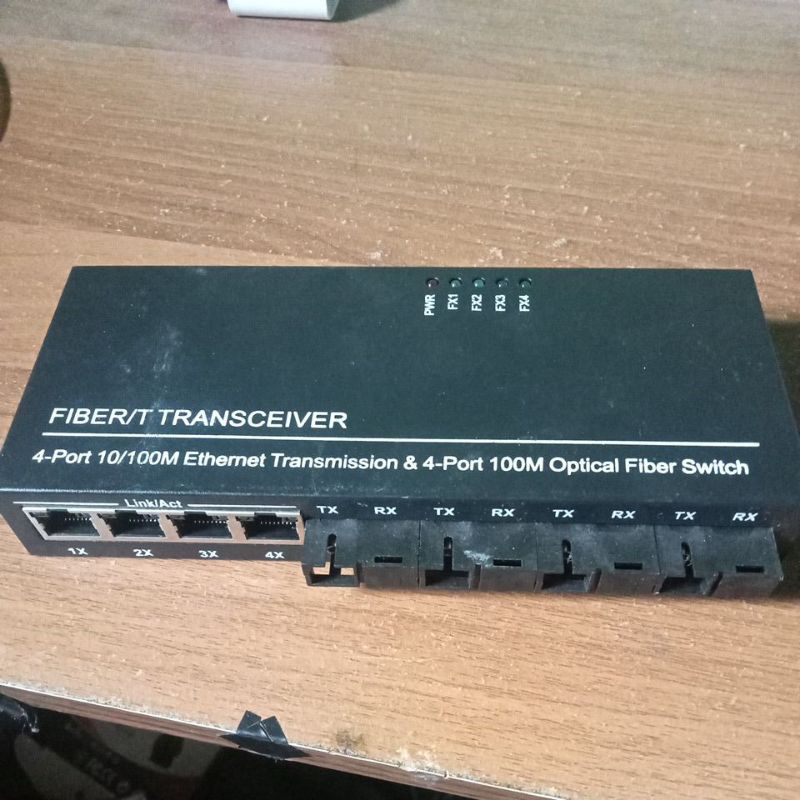 PWR FX1 FX2 FX3 FX4
FIBER/T TRANSCEIVER
4-Port 10/100M Ethernet Transmission & 4-Port 100M Optical Fiber Switch
Link/Act
TX RX TX RX TX RX TX RX
1X 2X 3X 4X